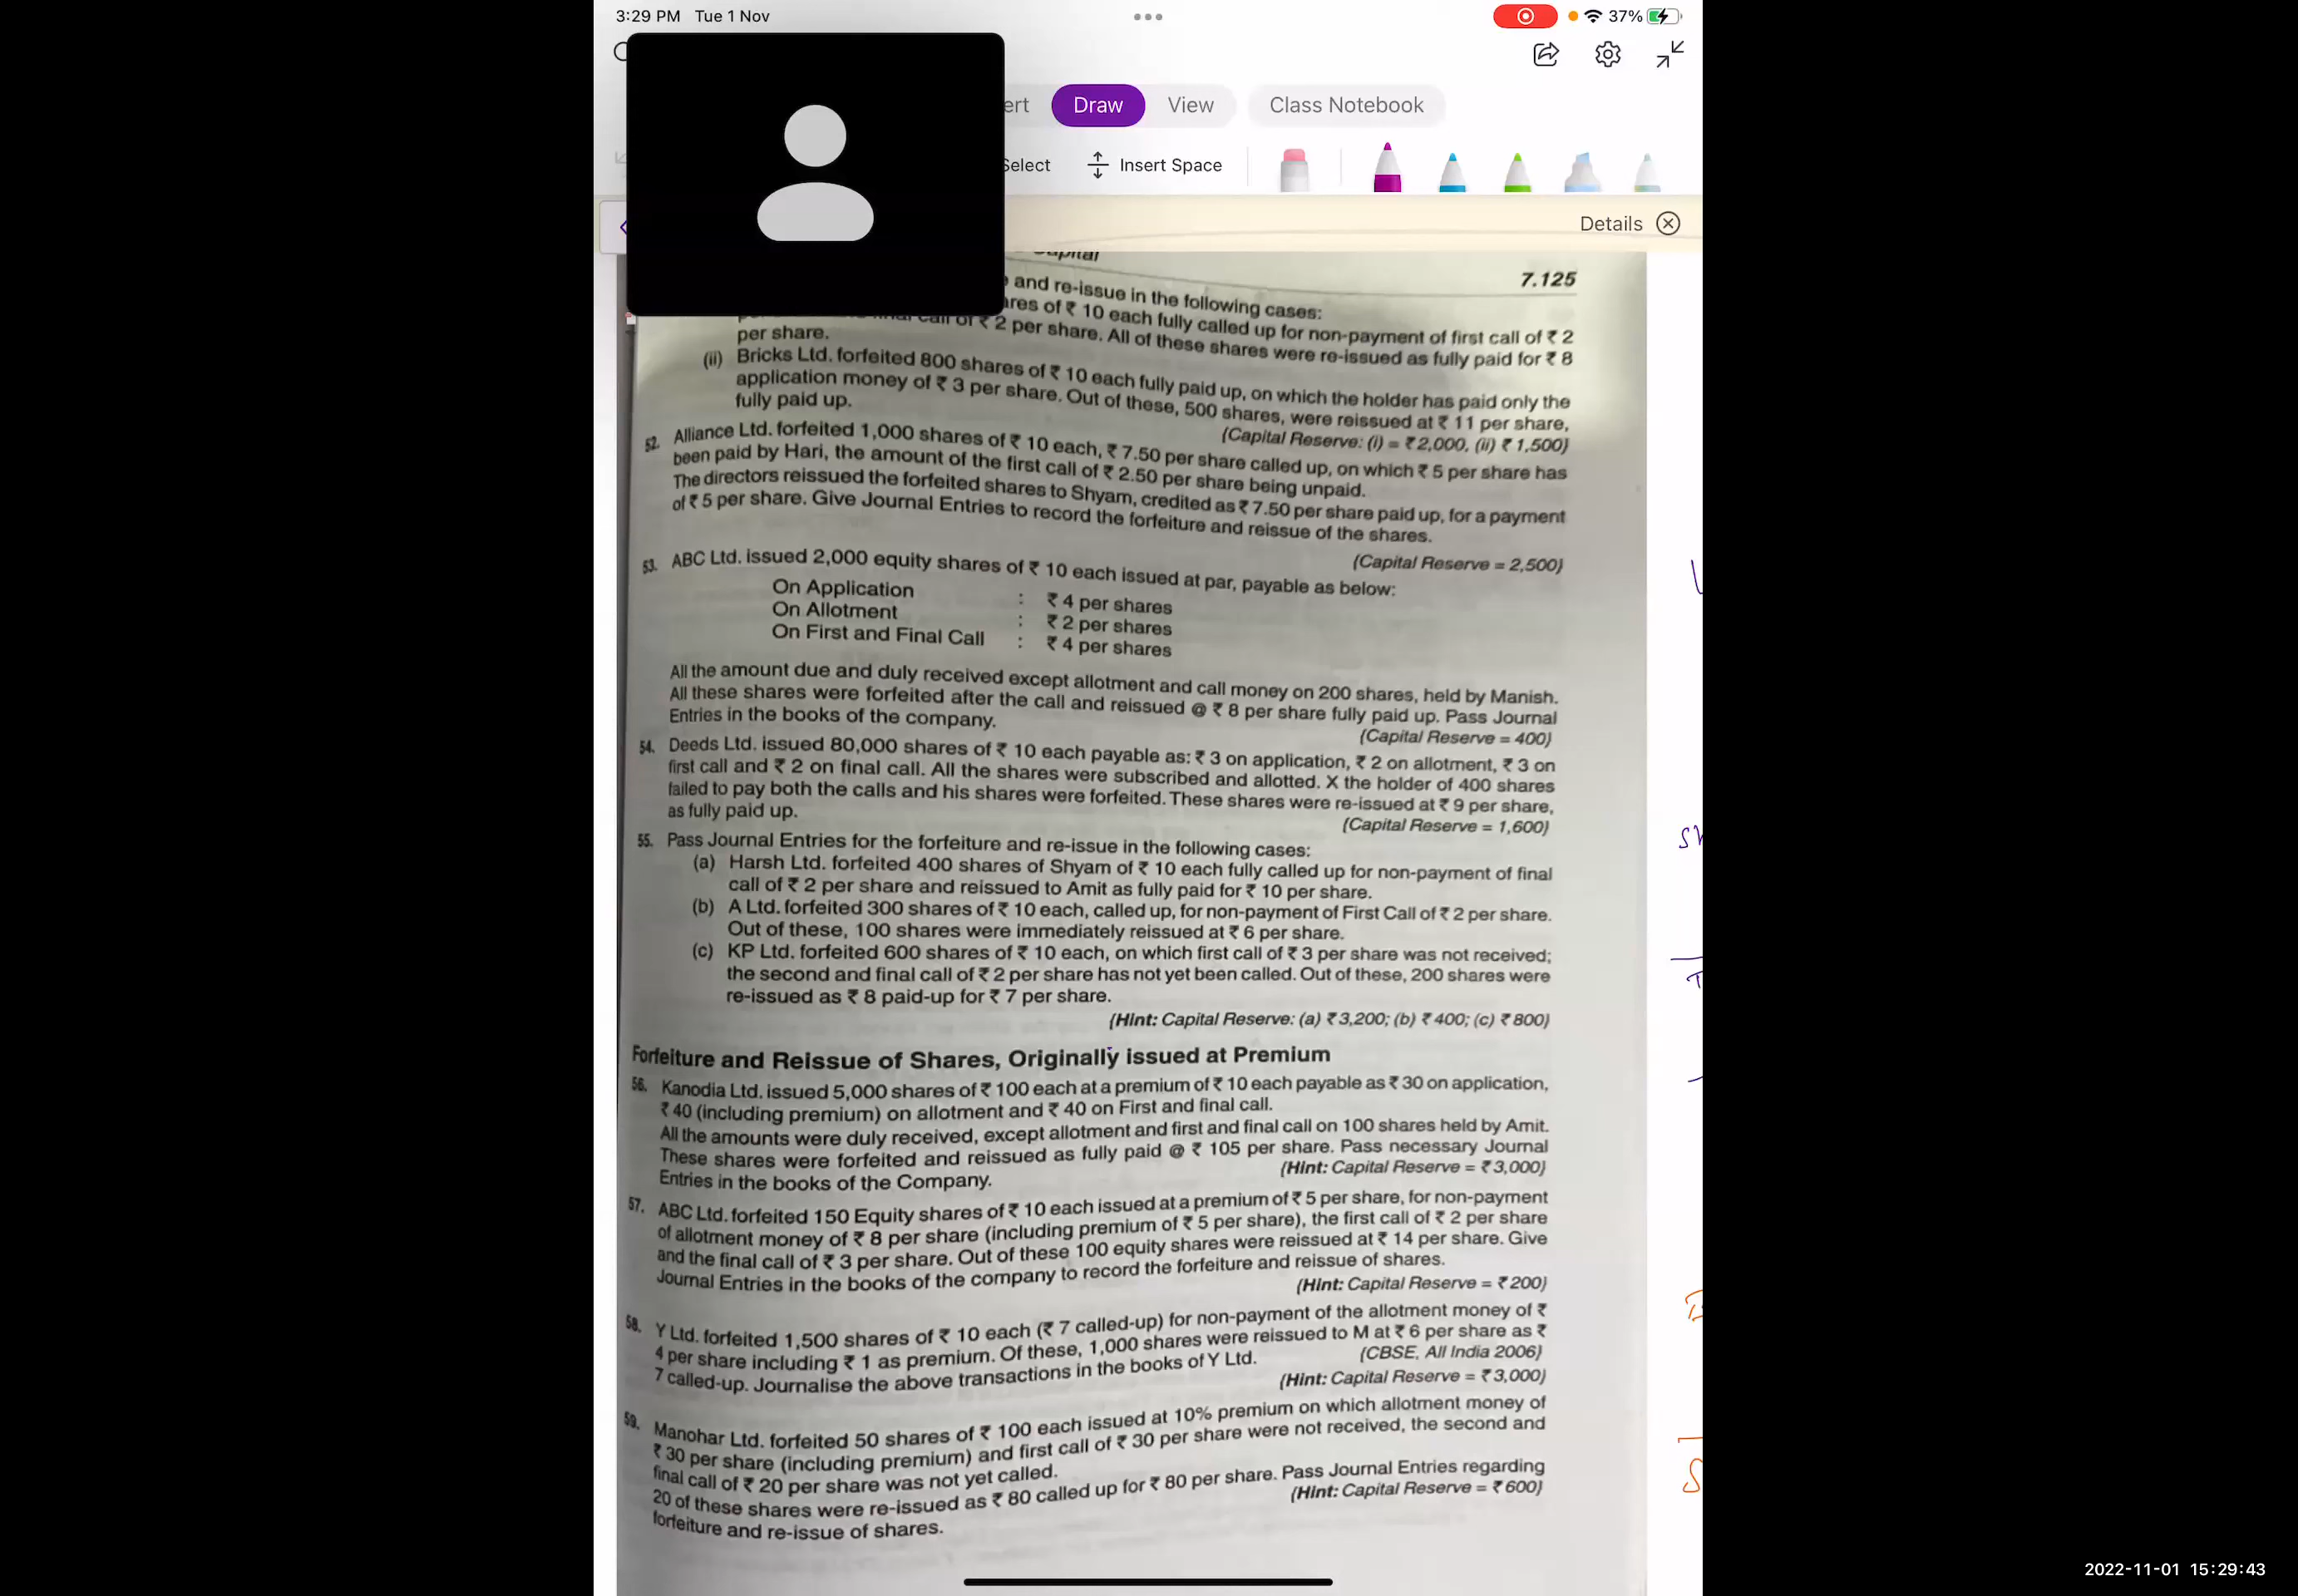 3:29 PM Tue 1 Nov
37%
ert Draw View Class Notebook
Select Insert Space
Details
7.125
and re-issue in the following cases:
ares of ₹ 10 each fully called up for non-payment of first call of ₹ 2
call of ₹ 2 per share. All of these shares were re-issued as fully paid for ₹ 8
per share.
(ii) Bricks Ltd. forfeited 800 shares of ₹ 10 each fully paid up, on which the holder has paid only the
application money of ₹ 3 per share. Out of these, 500 shares, were reissued at ₹ 11 per share,
fully paid up.
(Capital Reserve: (i) = ₹ 2,000, (ii) ₹ 1,500)
52. Alliance Ltd. forfeited 1,000 shares of ₹ 10 each, ₹ 7.50 per share called up, on which ₹ 5 per share has
been paid by Hari, the amount of the first call of ₹ 2.50 per share being unpaid.
The directors reissued the forfeited shares to Shyam, credited as ₹ 7.50 per share paid up, for a payment
of ₹ 5 per share. Give Journal Entries to record the forfeiture and reissue of the shares.
(Capital Reserve = 2,500)
53. ABC Ltd. issued 2,000 equity shares of ₹ 10 each issued at par, payable as below:
On Application : ₹ 4 per shares
On Allotment : ₹ 2 per shares
On First and Final Call : ₹ 4 per shares
All the amount due and duly received except allotment and call money on 200 shares, held by Manish.
All these shares were forfeited after the call and reissued @ ₹ 8 per share fully paid up. Pass Journal
Entries in the books of the company.
(Capital Reserve = 400)
54. Deeds Ltd. issued 80,000 shares of ₹ 10 each payable as: ₹ 3 on application, ₹ 2 on allotment, ₹ 3 on
first call and ₹ 2 on final call. All the shares were subscribed and allotted. X the holder of 400 shares
failed to pay both the calls and his shares were forfeited. These shares were re-issued at ₹ 9 per share,
as fully paid up.
(Capital Reserve = 1,600)
55. Pass Journal Entries for the forfeiture and re-issue in the following cases:
(a) Harsh Ltd. forfeited 400 shares of Shyam of ₹ 10 each fully called up for non-payment of final
call of ₹ 2 per share and reissued to Amit as fully paid for ₹ 10 per share.
(b) A Ltd. forfeited 300 shares of ₹ 10 each, called up, for non-payment of First Call of ₹ 2 per share.
Out of these, 100 shares were immediately reissued at ₹ 6 per share.
(c) KP Ltd. forfeited 600 shares of ₹ 10 each, on which first call of ₹ 3 per share was not received;
the second and final call of ₹ 2 per share has not yet been called. Out of these, 200 shares were
re-issued as ₹ 8 paid-up for ₹ 7 per share.
(Hint: Capital Reserve: (a) ₹ 3,200; (b) ₹ 400; (c) ₹ 800)
Forfeiture and Reissue of Shares, Originally issued at Premium
56. Kanodia Ltd. issued 5,000 shares of ₹ 100 each at a premium of ₹ 10 each payable as ₹ 30 on application,
₹ 40 (including premium) on allotment and ₹ 40 on First and final call.
All the amounts were duly received, except allotment and first and final call on 100 shares held by Amit.
These shares were forfeited and reissued as fully paid @ ₹ 105 per share. Pass necessary Journal
Entries in the books of the Company.
(Hint: Capital Reserve = ₹ 3,000)
57. ABC Ltd. forfeited 150 Equity shares of ₹ 10 each issued at a premium of ₹ 5 per share, for non-payment
of allotment money of ₹ 8 per share (including premium of ₹ 5 per share), the first call of ₹ 2 per share
and the final call of ₹ 3 per share. Out of these 100 equity shares were reissued at ₹ 14 per share. Give
Journal Entries in the books of the company to record the forfeiture and reissue of shares.
(Hint: Capital Reserve = ₹ 200)
58. Y Ltd. forfeited 1,500 shares of ₹ 10 each (₹ 7 called-up) for non-payment of the allotment money of ₹
4 per share including ₹ 1 as premium. Of these, 1,000 shares were reissued to M at ₹ 6 per share as ₹
7 called-up. Journalise the above transactions in the books of Y Ltd.
(CBSE, All India 2006)
(Hint: Capital Reserve = ₹ 3,000)
59. Manohar Ltd. forfeited 50 shares of ₹ 100 each issued at 10% premium on which allotment money of
₹ 30 per share (including premium) and first call of ₹ 30 per share were not received, the second and
final call of ₹ 20 per share was not yet called.
20 of these shares were re-issued as ₹ 80 called up for ₹ 80 per share. Pass Journal Entries regarding
forfeiture and re-issue of shares.
(Hint: Capital Reserve = ₹ 600)
2022-11-01 15:29:43